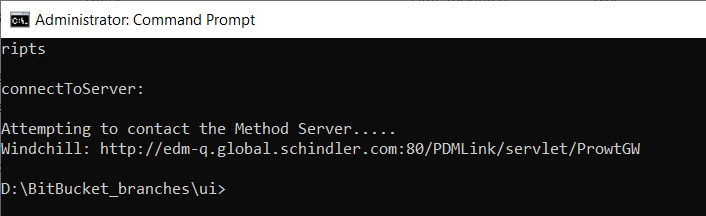 Administrator: Command Prompt
ripts
connectToServer:
Attempting to contact the Method Server.....
Windchill: http://edm-q.global.schindler.com:80/PDMLink/servlet/ProwtGW
D:\BitBucket_branches\ui>